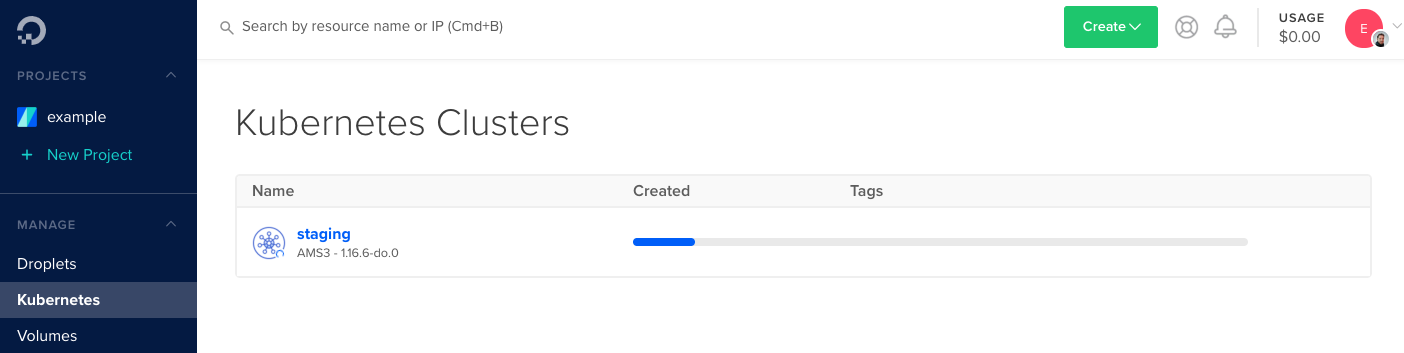 Search by resource name or IP (Cmd+B)
Create
USAGE
$0.00
E
PROJECTS
example
+ New Project
MANAGE
Droplets
Kubernetes
Volumes
Kubernetes Clusters
Name Created Tags
staging
AMS3 - 1.16.6-do.0